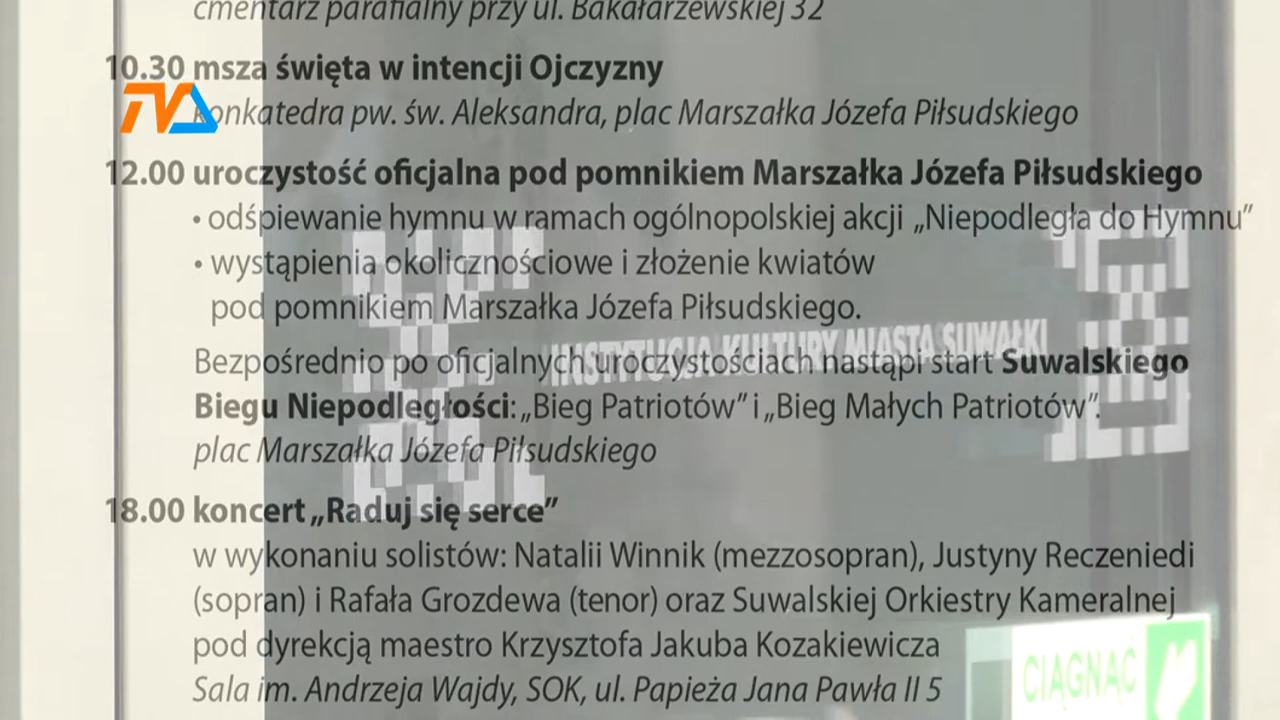 cmentarz parafialny przy ul. Bakałarzewskiej 32
10.30 msza święta w intencji Ojczyzny
TVA
konkatedra pw. św. Aleksandra, plac Marszałka Józefa Piłsudskiego
12.00 uroczystość oficjalna pod pomnikiem Marszałka Józefa Piłsudskiego
• odśpiewanie hymnu w ramach ogólnopolskiej akcji „Niepodległa do Hymnu”
• wystąpienia okolicznościowe i złożenie kwiatów
pod pomnikiem Marszałka Józefa Piłsudskiego.
INSTYTUCJA KULTURY MIASTA SUWAŁKI
Bezpośrednio po oficjalnych uroczystościach nastąpi start Suwalskiego
Biegu Niepodległości: „Bieg Patriotów” i „Bieg Małych Patriotów”.
plac Marszałka Józefa Piłsudskiego
18.00 koncert „Raduj się serce”
w wykonaniu solistów: Natalii Winnik (mezzosopran), Justyny Reczeniedi
(sopran) i Rafała Grozdewa (tenor) oraz Suwalskiej Orkiestry Kameralnej
pod dyrekcją maestro Krzysztofa Jakuba Kozakiewicza
CIĄGNĄĆ
Sala im. Andrzeja Wajdy, SOK, ul. Papieża Jana Pawła II 5